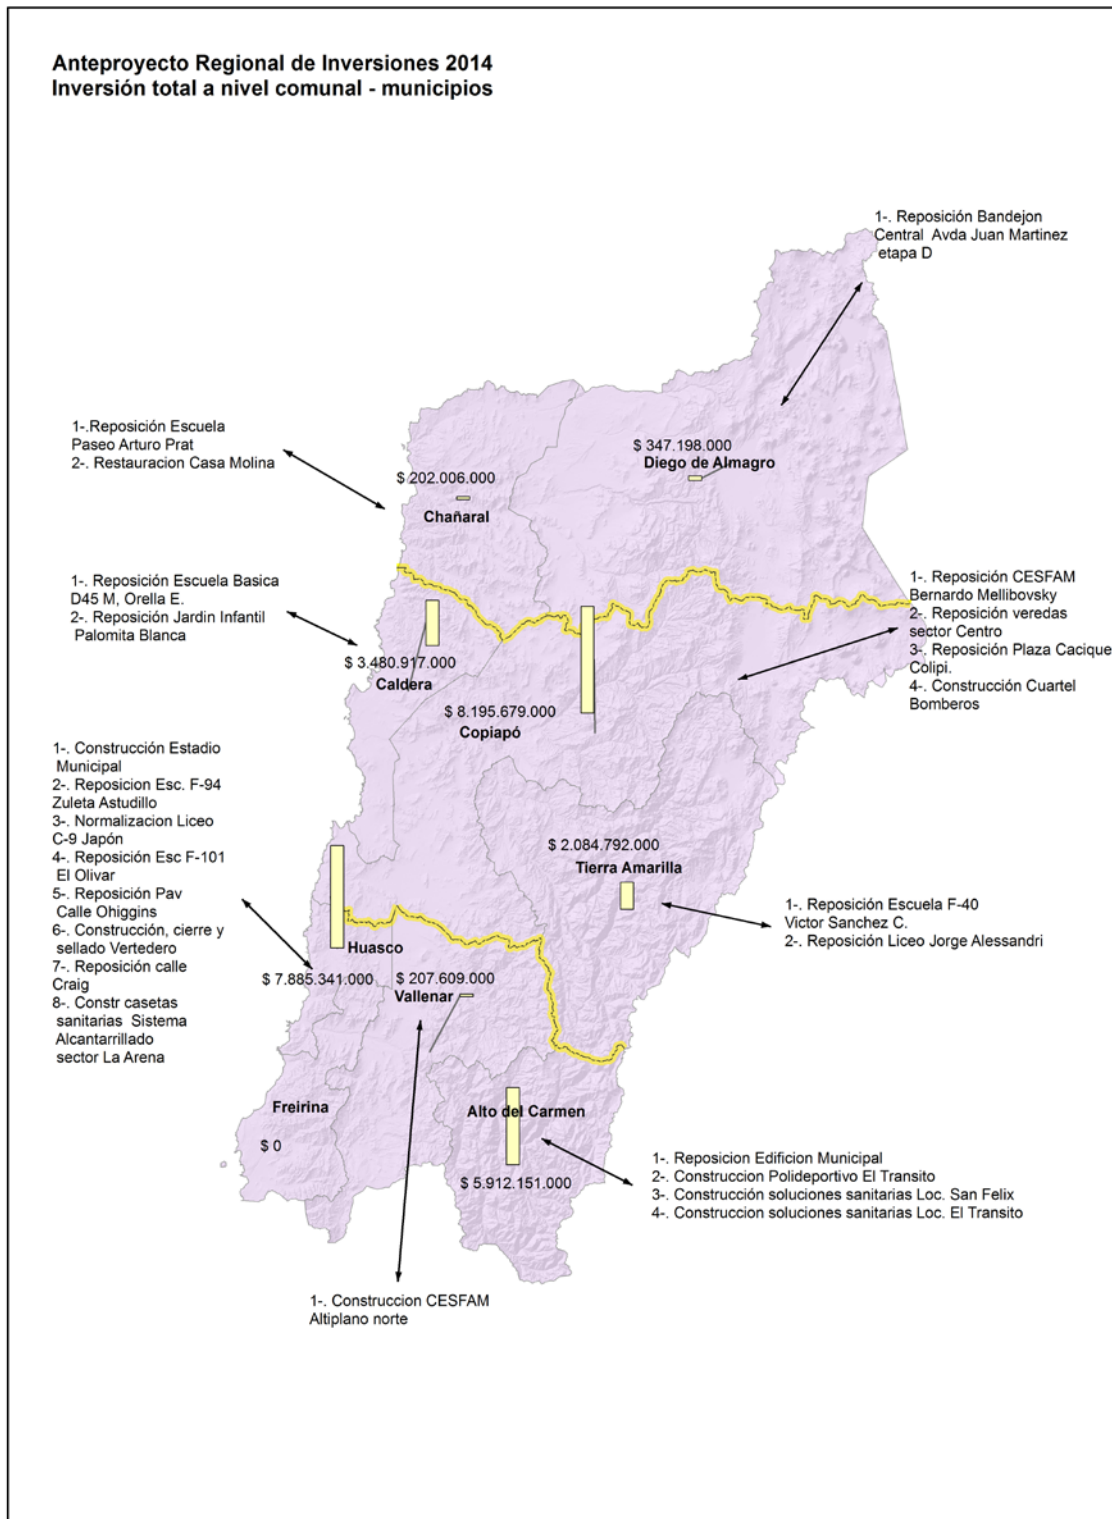 Anteproyecto Regional de Inversiones 2014
Inversión total a nivel comunal - municipios
1-. Reposición Bandejon
Central Avda Juan Martinez
etapa D
1-.Reposición Escuela
Paseo Arturo Prat
2-. Restauracion Casa Molina
$ 347.198.000
Diego de Almagro
$ 202.006.000
Chañaral
1-. Reposición Escuela Basica
D45 M, Orella E.
2-. Reposición Jardin Infantil
Palomita Blanca
1-. Reposición CESFAM
Bernardo Mellibovsky
2-. Reposición veredas
sector Centro
3-. Reposición Plaza Cacique
Colipi.
4-. Construcción Cuartel
Bomberos
$ 3.480.917.000
Caldera
$ 8.195.679.000
Copiapó
1-. Construcción Estadio
Municipal
2-. Reposicion Esc. F-94
Zuleta Astudillo
3-. Normalizacion Liceo
C-9 Japón
4-. Reposición Esc F-101
El Olivar
5-. Reposición Pav
Calle Ohiggins
6-. Construcción, cierre y
sellado Vertedero
7-. Reposición calle
Craig
8-. Constr casetas
sanitarias Sistema
Alcantarrillado
sector La Arena
$ 2.084.792.000
Tierra Amarilla
1-. Reposición Escuela F-40
Victor Sanchez C.
2-. Reposición Liceo Jorge Alessandri
Huasco
$ 7.885.341.000
$ 207.609.000
Vallenar
Freirina
$ 0
Alto del Carmen
$ 5.912.151.000
1-. Reposicion Edificion Municipal
2-. Construccion Polideportivo El Transito
3-. Construcción soluciones sanitarias Loc. San Felix
4-. Construccion soluciones sanitarias Loc. El Transito
1-. Construccion CESFAM
Altiplano norte